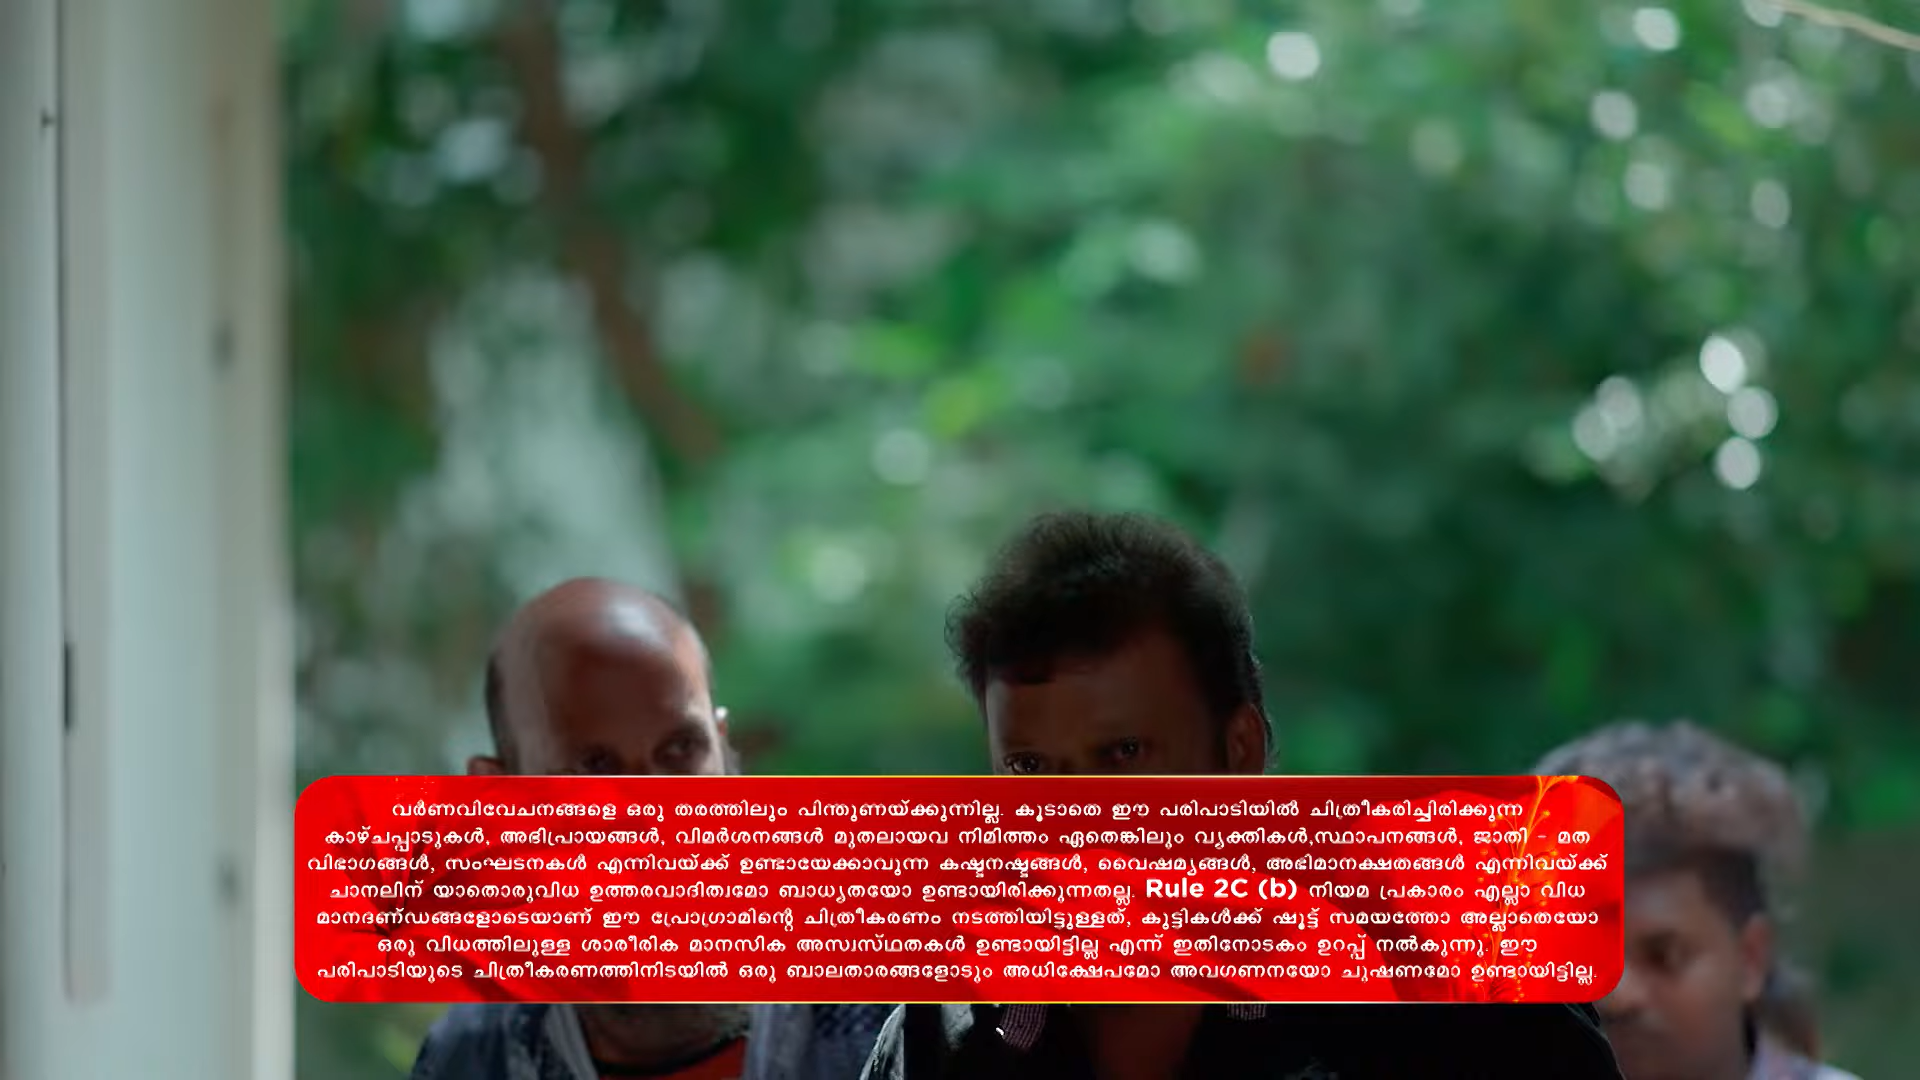 വർണവിവേചനങ്ങളെ ഒരു തരത്തിലും പിന്തുണയ്ക്കുന്നില്ല. കൂടാതെ ഈ പരിപാടിയിൽ ചിത്രീകരിച്ചിരിക്കുന്ന
കാഴ്ചപ്പാടുകൾ, അഭിപ്രായങ്ങൾ, വിമർശനങ്ങൾ മുതലായവ നിമിത്തം ഏതെങ്കിലും വ്യക്തികൾ,സ്ഥാപനങ്ങൾ, ജാതി - മത
വിഭാഗങ്ങൾ, സംഘടനകൾ എന്നിവയ്ക്ക് ഉണ്ടായേക്കാവുന്ന കഷ്ടനഷ്ടങ്ങൾ, വൈഷമ്യങ്ങൾ, അഭിമാനക്ഷതങ്ങൾ എന്നിവയ്ക്ക്
ചാനലിന് യാതൊരുവിധ ഉത്തരവാദിത്വമോ ബാധ്യതയോ ഉണ്ടായിരിക്കുന്നതല്ല. Rule 2C (b) നിയമ പ്രകാരം എല്ലാ വിധ
മാനദണ്ഡങ്ങളോടെയാണ് ഈ പ്രോഗ്രാമിന്റെ ചിത്രീകരണം നടത്തിയിട്ടുള്ളത്, കുട്ടികൾക്ക് ഷൂട്ട് സമയത്തോ അല്ലാതെയോ
ഒരു വിധത്തിലുള്ള ശാരീരിക മാനസിക അസ്വസ്ഥതകൾ ഉണ്ടായിട്ടില്ല എന്ന് ഇതിനോടകം ഉറപ്പ് നൽകുന്നു. ഈ
പരിപാടിയുടെ ചിത്രീകരണത്തിനിടയിൽ ഒരു ബാലതാരങ്ങളോടും അധിക്ഷേപമോ അവഗണനയോ ചുഷണമോ ഉണ്ടായിട്ടില്ല.